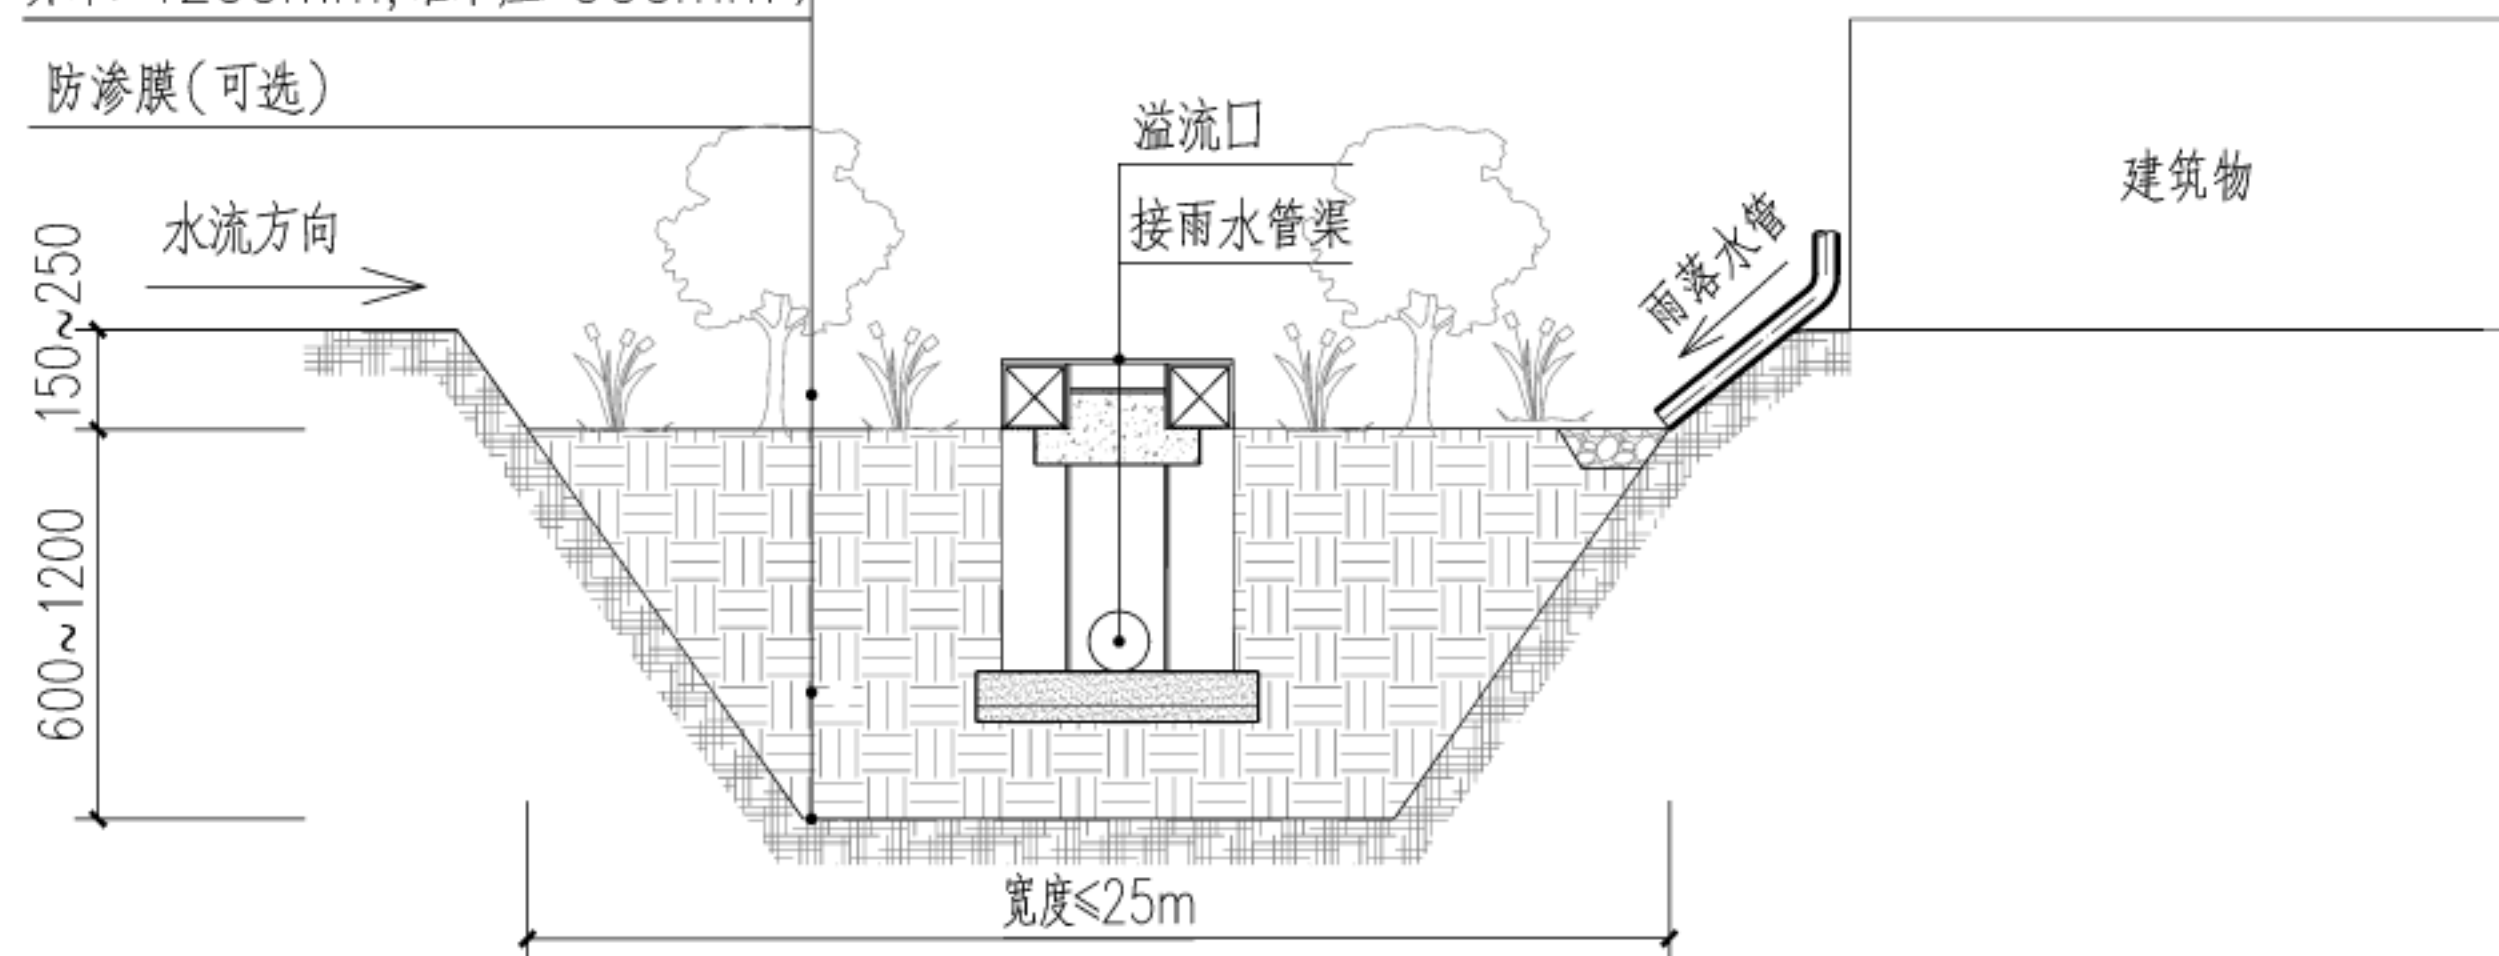 防渗膜(可选)
溢流口
接雨水管渠
建筑物
水流方向
雨落水管
150~250
600~1200
宽度≤25m